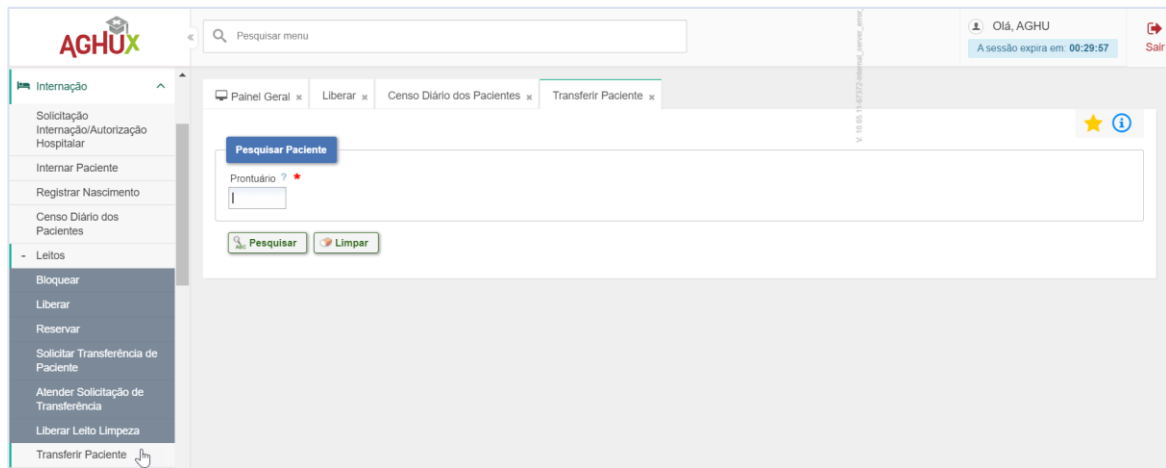 AGHUX
«
Pesquisar menu
Olá, AGHU
A sessão expira em: 00:29:57
Sair
Internação
Solicitação
Internação/Autorização
Hospitalar
Internar Paciente
Registrar Nascimento
Censo Diário dos
Pacientes
- Leitos
Bloquear
Liberar
Reservar
Solicitar Transferência de
Paciente
Atender Solicitação de
Transferência
Liberar Leito Limpeza
Transferir Paciente
Painel Geral ×
Liberar ×
Censo Diário dos Pacientes ×
Transferir Paciente ×
Pesquisar Paciente
Prontuário ? *
Pesquisar
Limpar